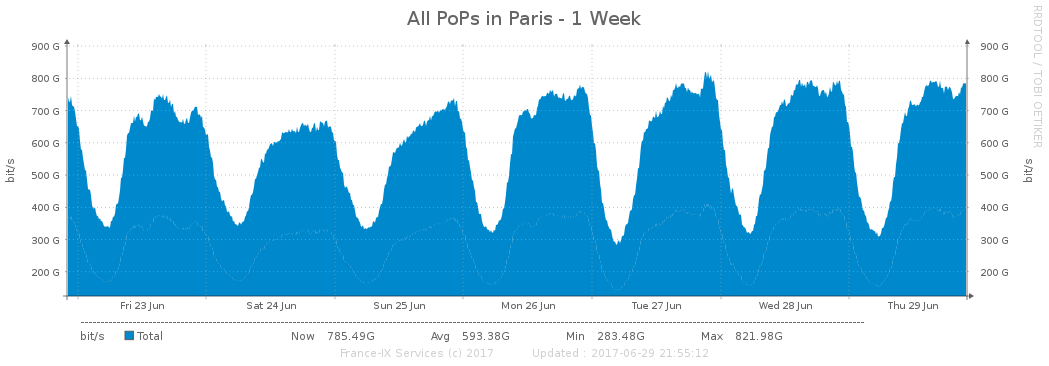 All PoPs in Paris - 1 Week
RRDTOOL / TOBI OETIKER
900 G 900 G
800 G 800 G
700 G 700 G
600 G 600 G
500 G 500 G
400 G 400 G
300 G 300 G
200 G 200 G
bit/s bit/s
Fri 23 Jun Sat 24 Jun Sun 25 Jun Mon 26 Jun Tue 27 Jun Wed 28 Jun Thu 29 Jun
bit/s Total Now 785.49G Avg 593.38G Min 283.48G Max 821.98G
France-IX Services (c) 2017 Updated : 2017-06-29 21:55:12